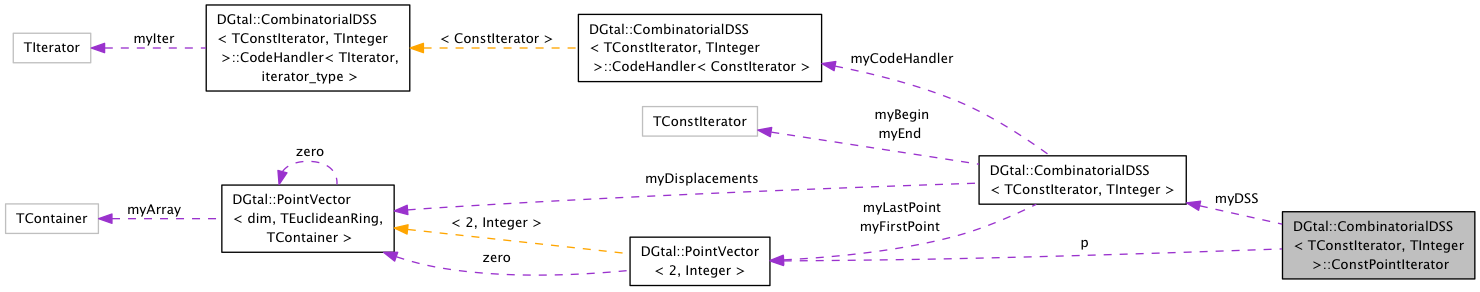 DGtal::CombinatorialDSS
< TConstIterator, TInteger
>::CodeHandler< TIterator,
iterator_type >
TIterator
myIter
< ConstIterator >
DGtal::CombinatorialDSS
< TConstIterator, TInteger
>::CodeHandler< ConstIterator >
myCodeHandler
TConstIterator
myBegin
myEnd
zero
DGtal::PointVector
< dim, TEuclideanRing,
TContainer >
TContainer
myArray
myDisplacements
DGtal::CombinatorialDSS
< TConstIterator, TInteger >
myDSS
< 2, Integer >
myLastPoint
myFirstPoint
zero
DGtal::PointVector
< 2, Integer >
p
DGtal::CombinatorialDSS
< TConstIterator, TInteger
>::ConstPointIterator